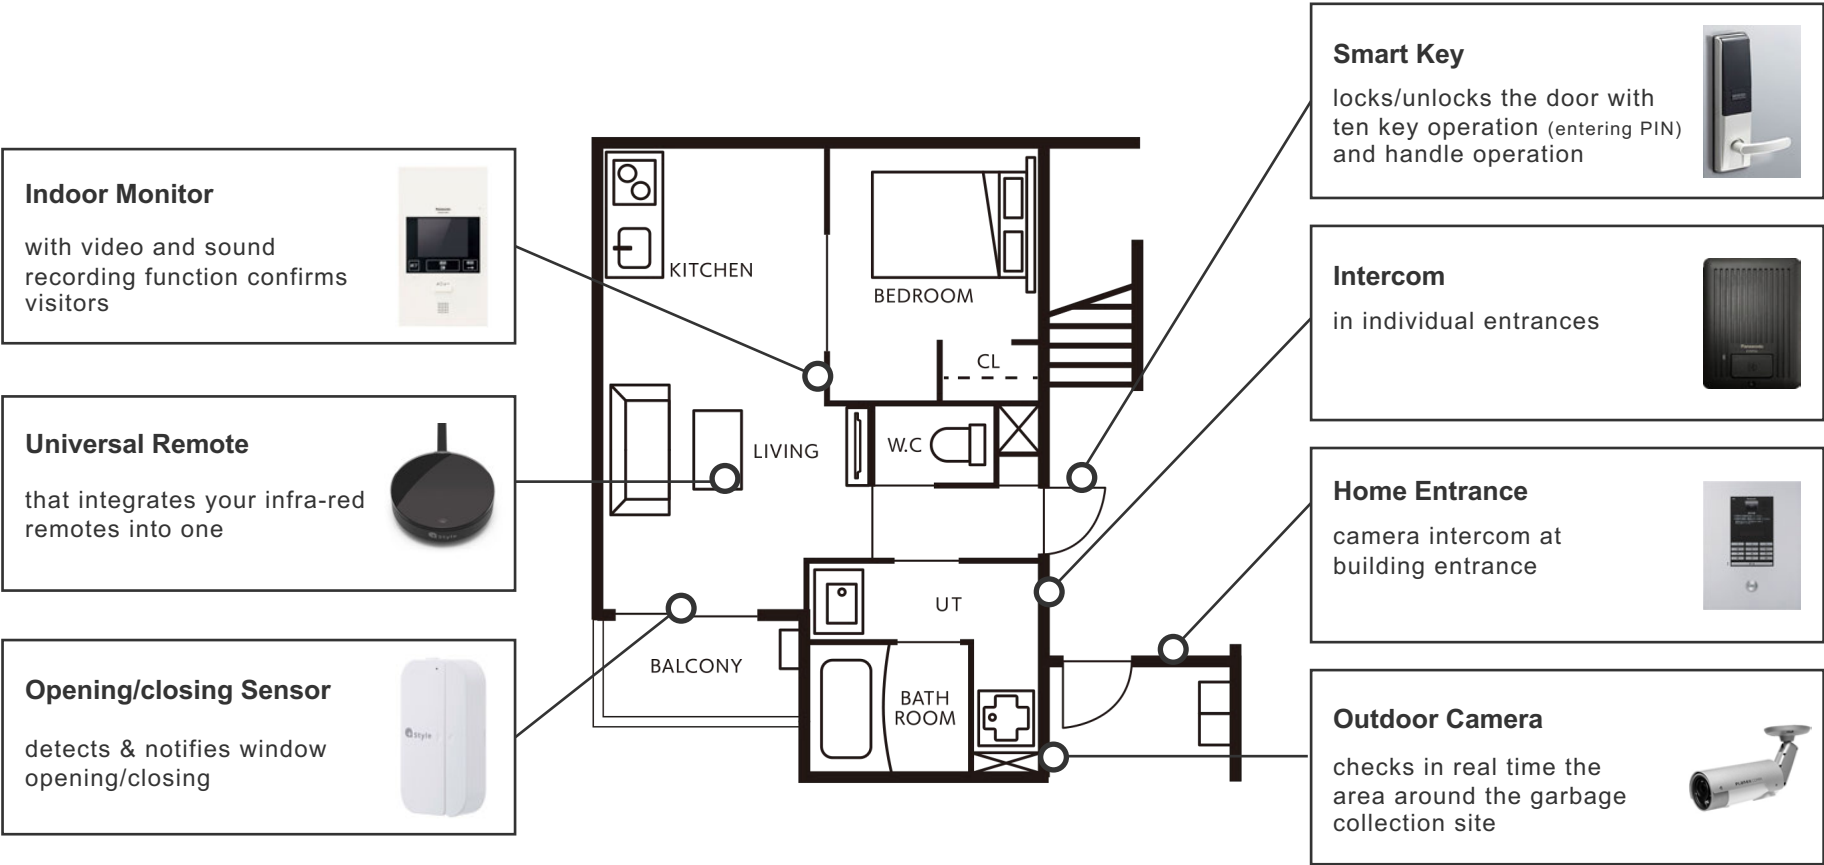 Indoor Monitor
with video and sound
recording function confirms
visitors
Universal Remote
that integrates your infra-red
remotes into one
Style
Opening/closing Sensor
detects & notifies window
opening/closing
Style
KITCHEN
BEDROOM
CL
LIVING
W.C
UT
BALCONY
BATH
ROOM
Smart Key
locks/unlocks the door with
ten key operation (entering PIN)
and handle operation
Intercom
in individual entrances
Panasonic
Home Entrance
camera intercom at
building entrance
Outdoor Camera
checks in real time the
area around the garbage
collection site